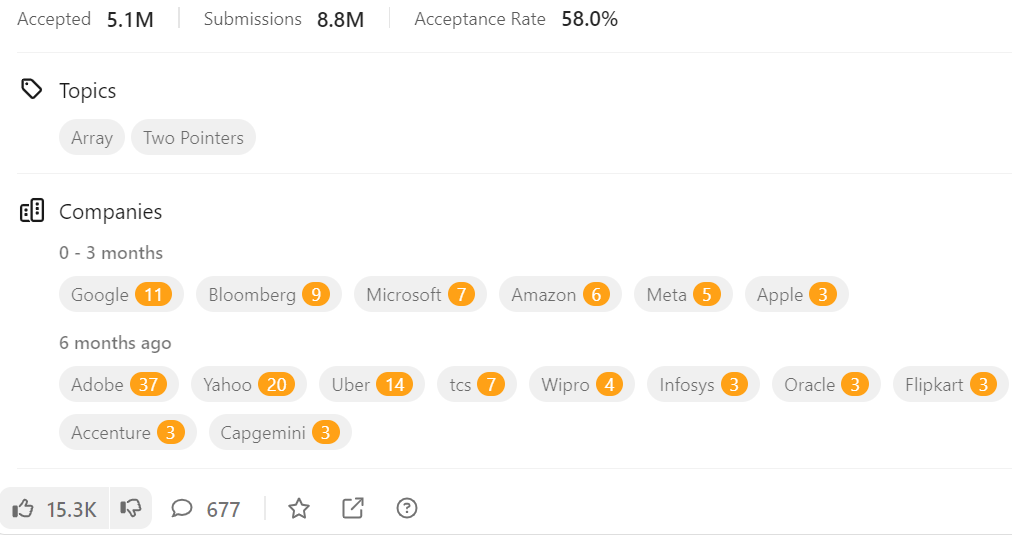 Accepted 5.1M Submissions 8.8M Acceptance Rate 58.0%
Topics
Array Two Pointers
Companies
0 - 3 months
Google 11 Bloomberg 9 Microsoft 7 Amazon 6 Meta 5 Apple 3
6 months ago
Adobe 37 Yahoo 20 Uber 14 tcs 7 Wipro 4 Infosys 3 Oracle 3 Flipkart 3
Accenture 3 Capgemini 3
15.3K 677